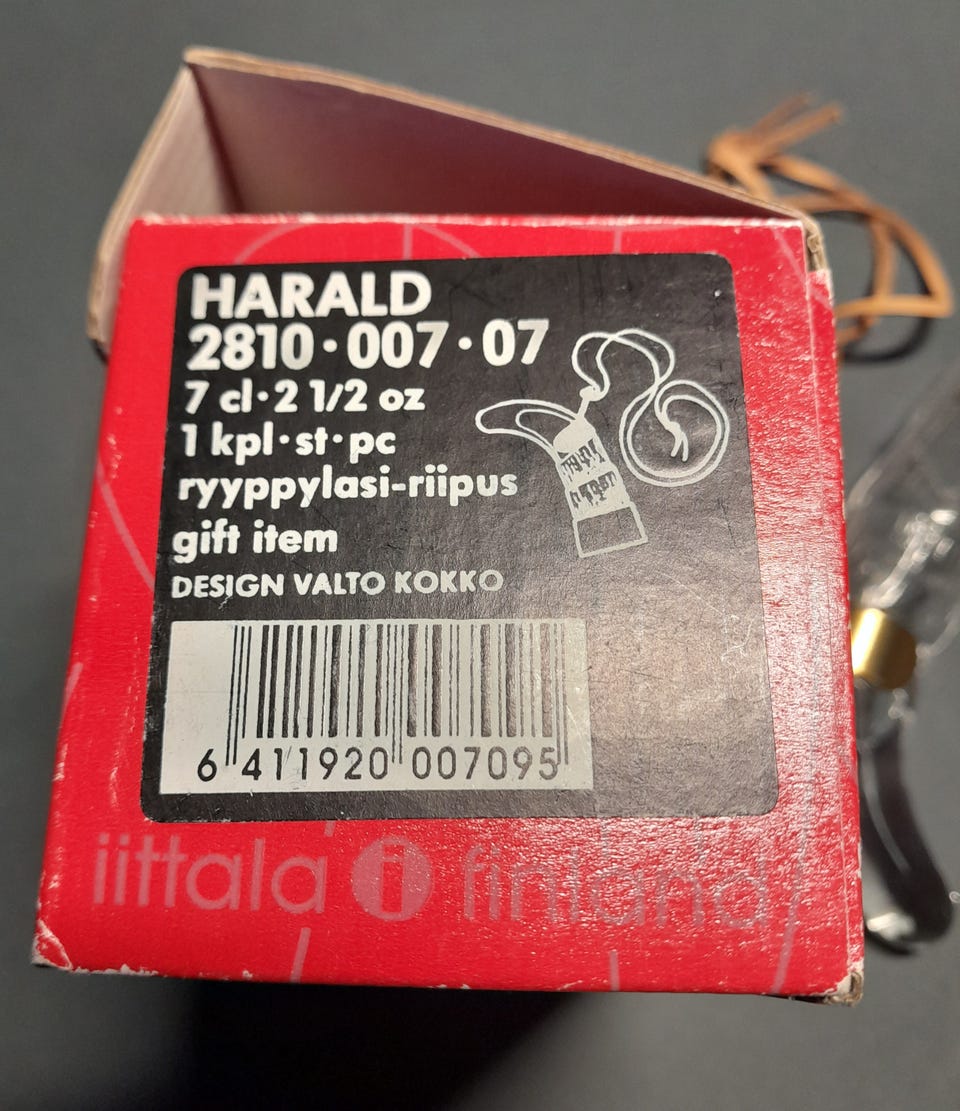 HARALD
2810·007·07
7 cl·2 1/2 oz
1 kpl·st·pc
ryyppylasi-riipus
gift item
DESIGN VALTO KOKKO
6 411920 007095
iittala i finland